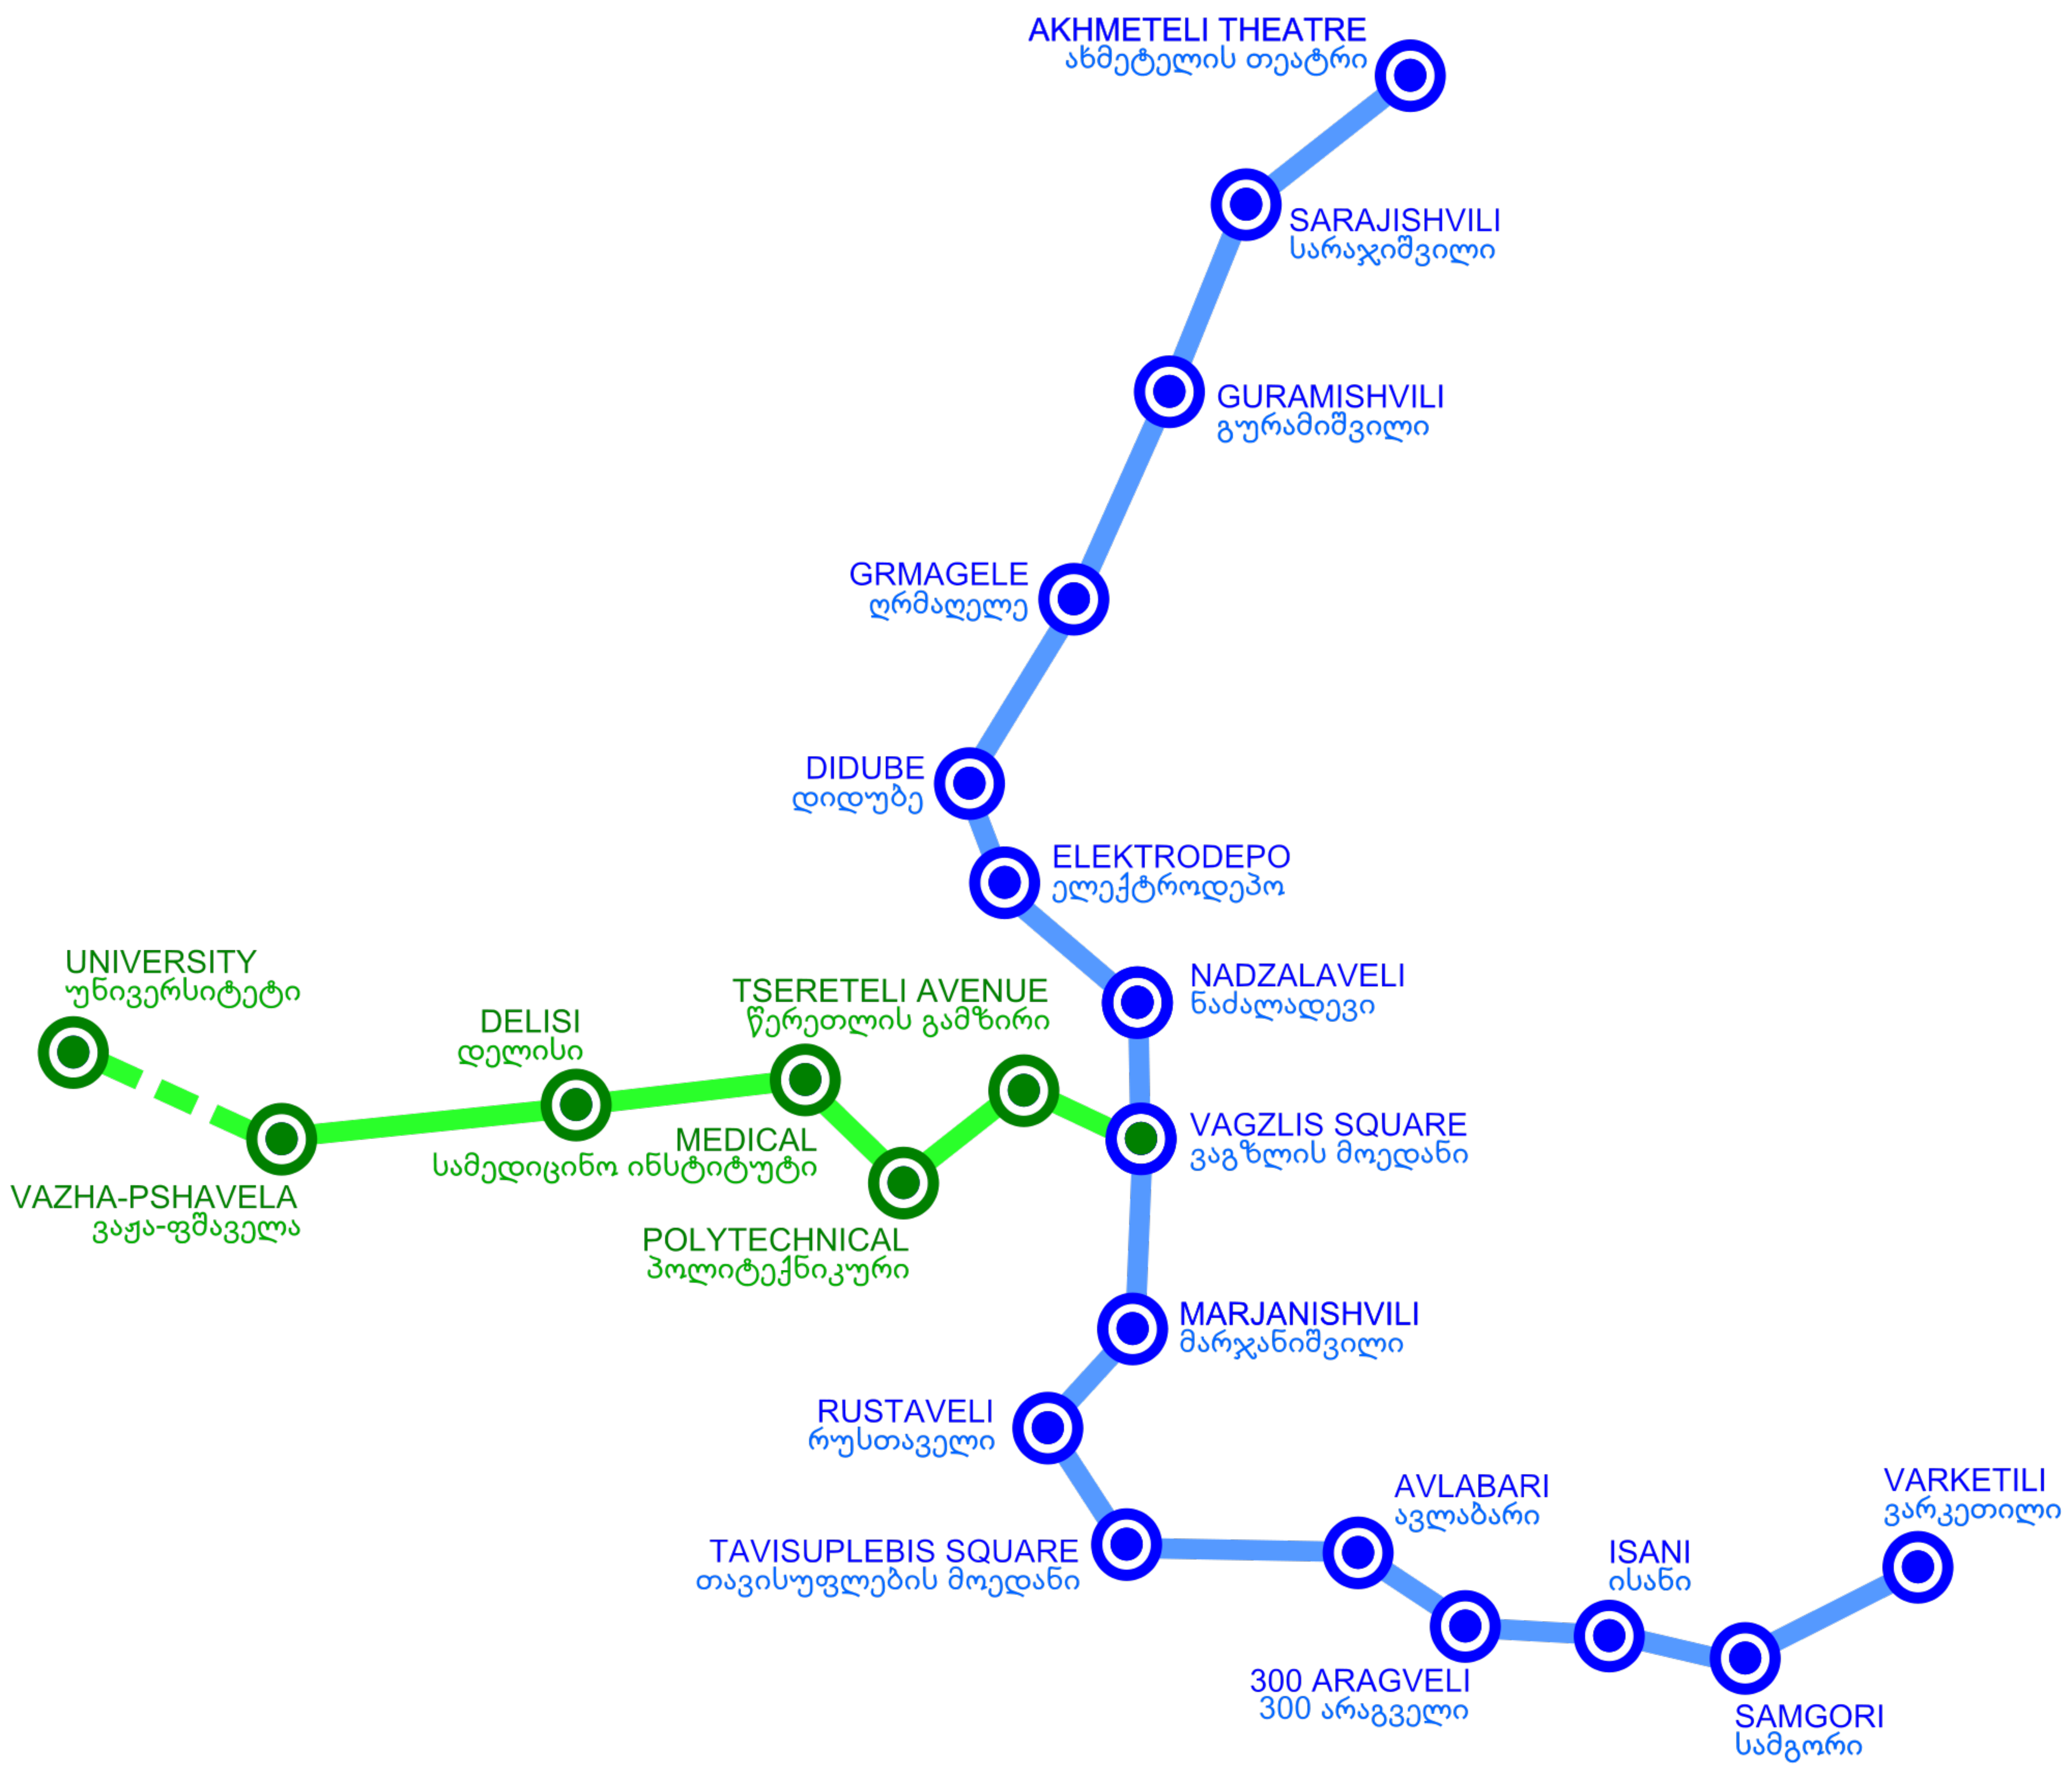 AKHMETELI THEATRE
ახმეტელის თეატრი
SARAJISHVILI
სარაჯიშვილი
GURAMISHVILI
გურამიშვილი
GRMAGELE
ღრმაღელე
DIDUBE
დიდუბე
ELEKTRODEPO
ელექტროდეპო
NADZALAVELI
ნაძალადევი
UNIVERSITY
უნივერსიტეტი
TSERETELI AVENUE
წერეთლის გამზირი
DELISI
დელისი
VAGZLIS SQUARE
ვაგზლის მოედანი
MEDICAL
სამედიცინო ინსტიტუტი
VAZHA-PSHAVELA
ვაჟა-ფშაველა
POLYTECHNICAL
პოლიტექნიკური
MARJANISHVILI
მარჯანიშვილი
RUSTAVELI
რუსთაველი
TAVISUPLEBIS SQUARE
თავისუფლების მოედანი
AVLABARI
ავლაბარი
VARKETILI
ვარკეთილი
ISANI
ისანი
300 ARAGVELI
300 არაგველი
SAMGORI
სამგორი